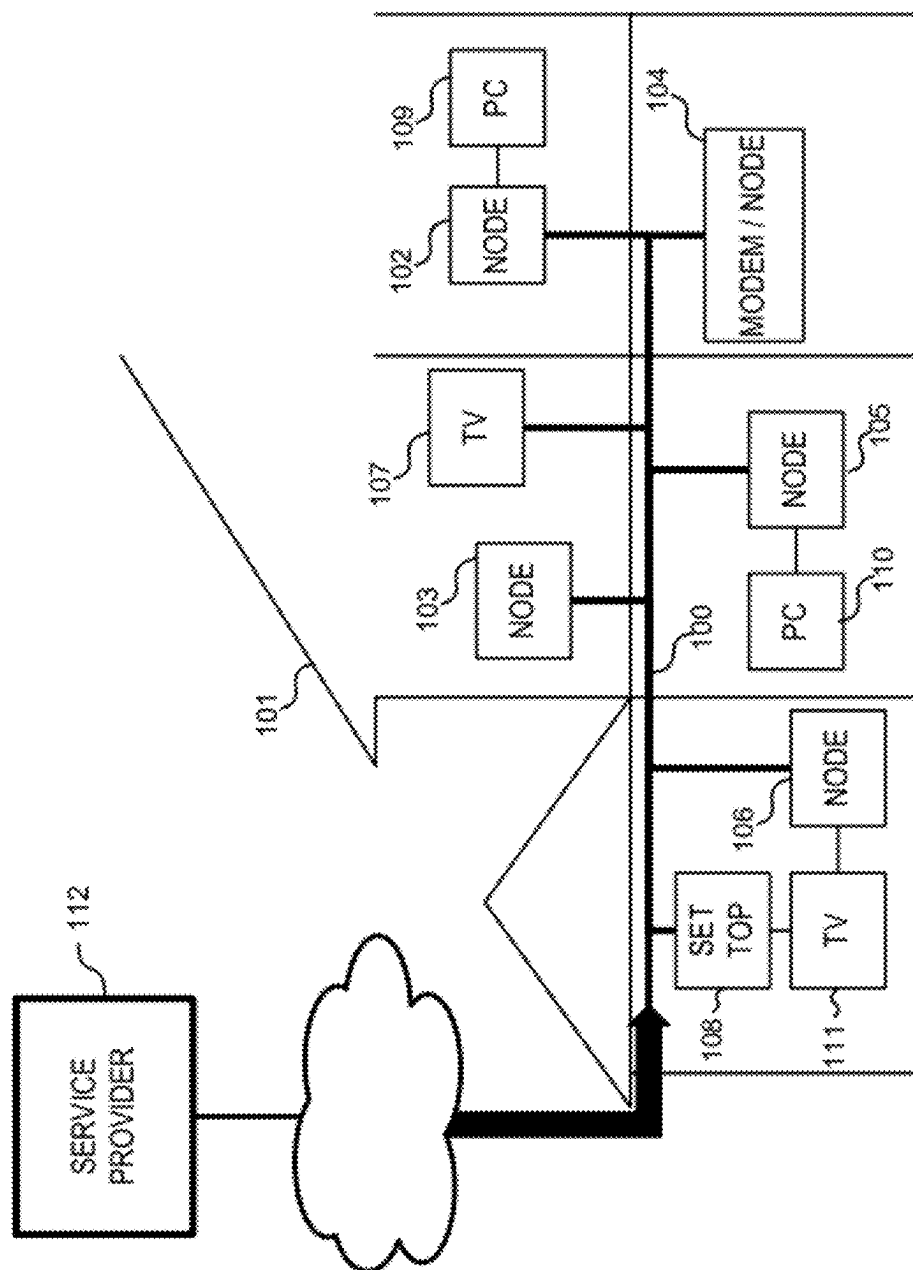 SERVICE
PROVIDER
112
101
103
NODE
107
TV
102
NODE
109
PC
100
108
SET
TOP
111
TV
106
NODE
110
PC
105
NODE
104
MODEM / NODE